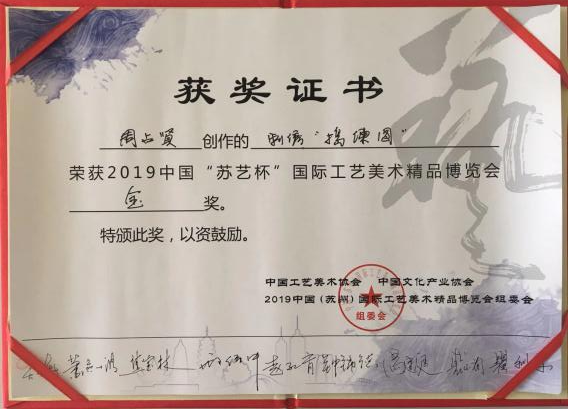 藝
获奖证书
周占贤 创作的 刺绣“搗練图”
荣获2019中国“苏艺杯”国际工艺美术精品博览会
金 奖。
特颁此奖，以资鼓励。
中国工艺美术协会 中国文化产业协会
2019中国（苏州）国际工艺美术精品博览会组委会
组委会